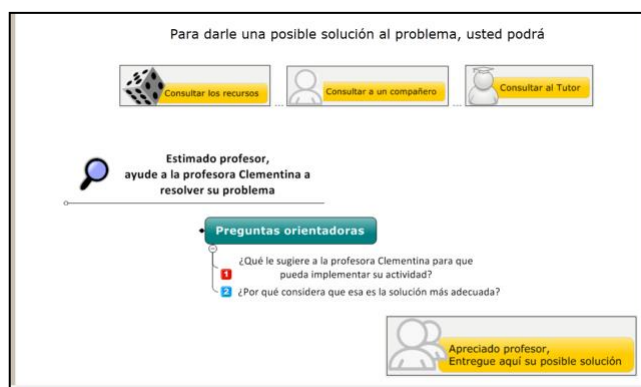 Para darle una posible solución al problema, usted podrá
Consultar los recursos
...
Consultar a un compañero
...
Consultar al Tutor
Estimado profesor,
ayude a la profesora Clementina a
resolver su problema
Preguntas orientadoras
1 ¿Qué le sugiere a la profesora Clementina para que
pueda implementar su actividad?
2 ¿Por qué considera que esa es la solución más adecuada?
Apreciado profesor,
Entregue aquí su posible solución